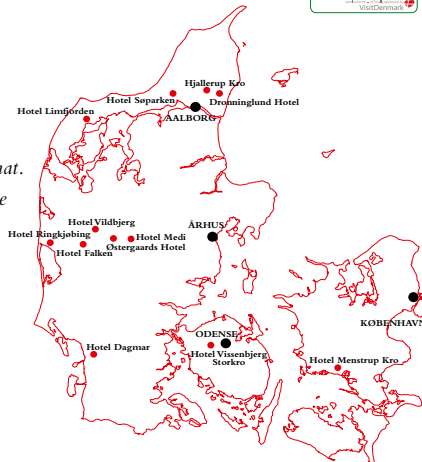 VisitDenmark
Hjallerup Kro
Hotel Søparken
Dronninglund Hotel
Hotel Limfjorden
AALBORG
nat.
e
Hotel Vildbjerg
ÅRHUS
Hotel Ringkjøbing
Hotel Medi
Østergaards Hotel
Hotel Falken
KØBENHAVN
ODENSE
Hotel Dagmar
Hotel Vissenbjerg
Storkro
Hotel Menstrup Kro